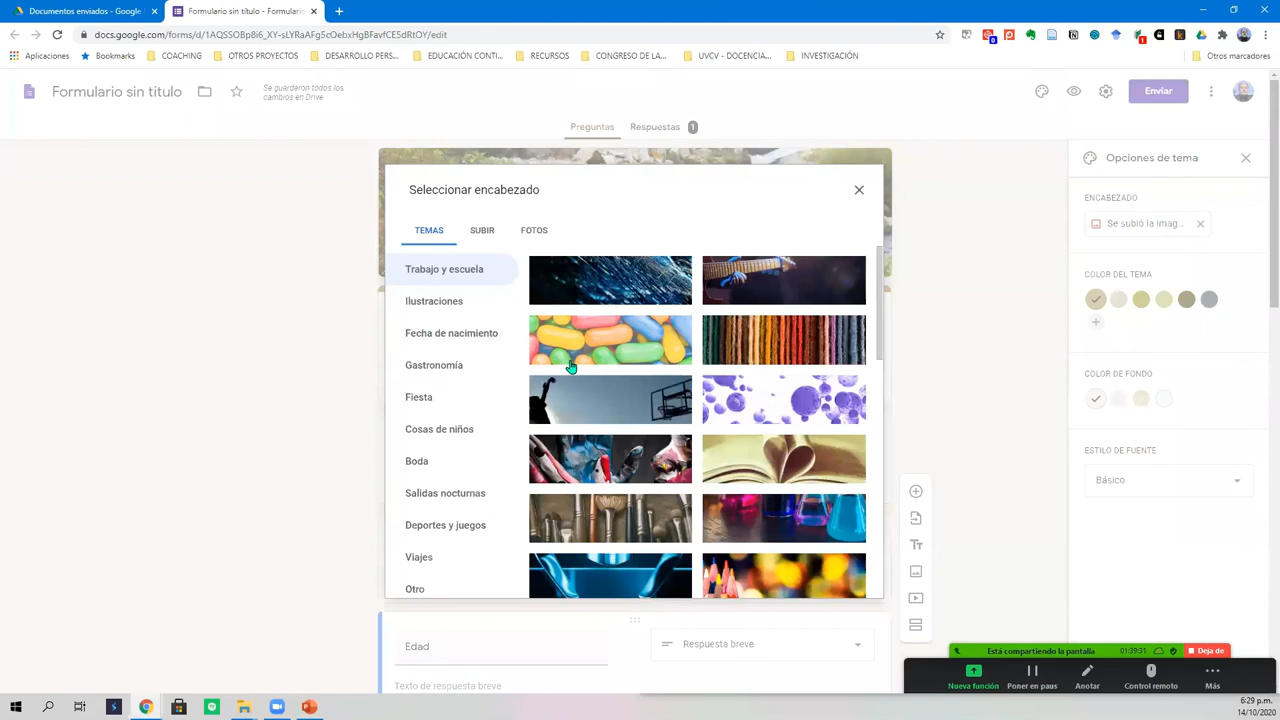 Documentos enviados - Google
Formulario sin título - Formulario
docs.google.com/forms/d/1AQSSOBp8i6_XY-sLYRaAFg5cOebxHgBFavfCE5dRtOY/edit
Aplicaciones
Bookmarks
COACHING
OTROS PROYECTOS
DESARROLLO PERS...
EDUCACIÓN CONTI...
RECURSOS
CONGRESO DE LA...
UVCV - DOCENCIA...
INVESTIGACIÓN
Otros marcadores
Formulario sin título
Se guarderon todos los
cambios en Drive
Enviar
Preguntas
Respuestas 1
Seleccionar encabezado
TEMAS
SUBIR
FOTOS
Trabajo y escuela
Ilustraciones
Fecha de nacimiento
Gastronomía
Fiesta
Cosas de niños
Boda
Salidas nocturnas
Deportes y juegos
Viajes
Otro
Opciones de tema
ENCABEZADO
Se subió la imag...
COLOR DEL TEMA
COLOR DE FONDO
ESTILO DE FUENTE
Básico
Tт
Edad
Respuesta breve
Texto de respuesta breve
Está compartiendo la pantalla
01:39:31
Deja de
Nueva función
Poner en paus
Anotar
Control remoto
Más
6:29 p.m.
14/10/2020